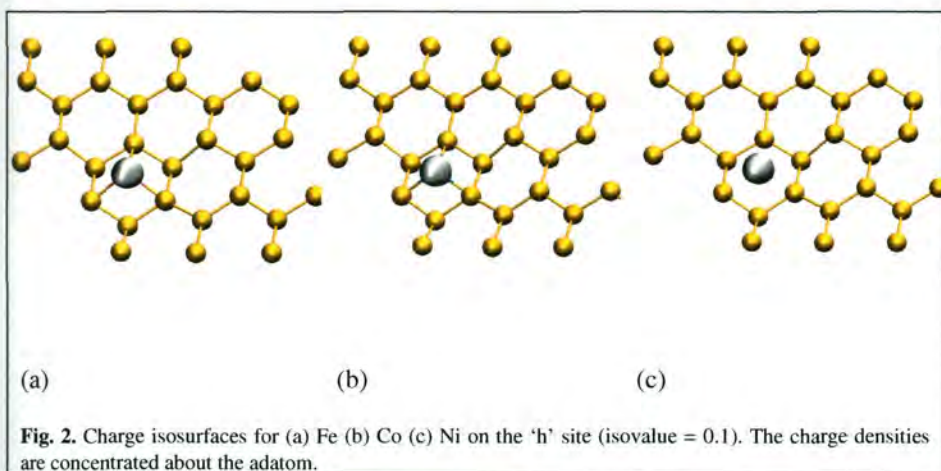 (a) (b) (c)
Fig. 2. Charge isosurfaces for (a) Fe (b) Co (c) Ni on the ‘h’ site (isovalue = 0.1). The charge densities
are concentrated about the adatom.